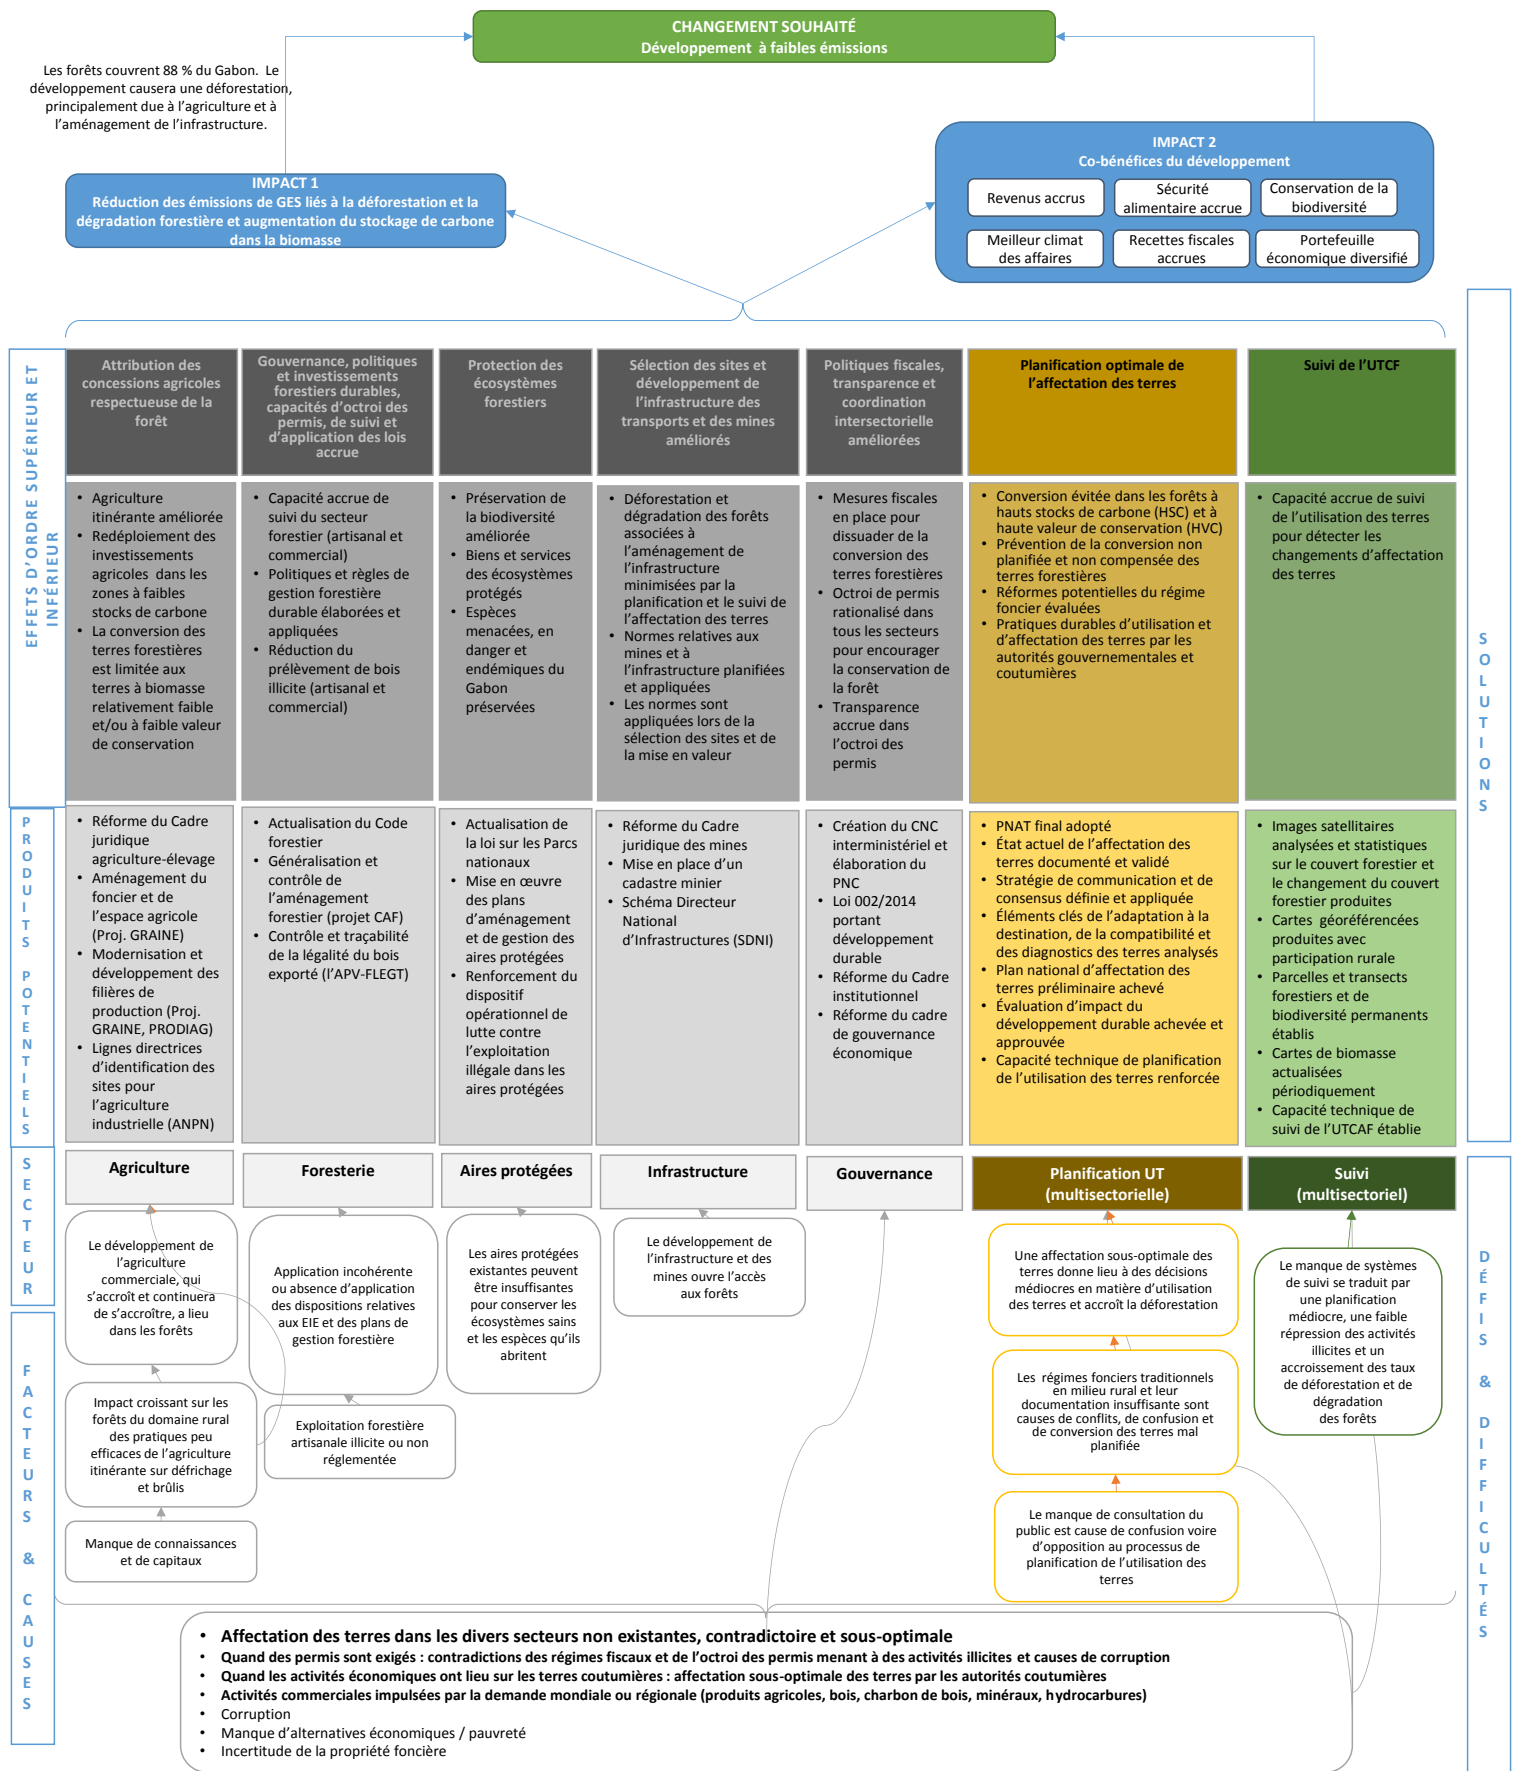 CHANGEMENT SOUHAITÉ
Développement à faibles émissions
Les forêts couvrent 88 % du Gabon. Le
développement causera une déforestation,
principalement due à l’agriculture et à
l’aménagement de l’infrastructure.
IMPACT 1
Réduction des émissions de GES liés à la déforestation et la
dégradation forestière et augmentation du stockage de carbone
dans la biomasse
IMPACT 2
Co-bénéfices du développement
Revenus accrus
Sécurité
alimentaire accrue
Conservation de la
biodiversité
Meilleur climat
des affaires
Recettes fiscales
accrues
Portefeuille
économique diversifié
SOLUTIONS
EFFETS D’ORDRE SUPÉRIEUR ET
INFÉRIEUR
Attribution des
concessions agricoles
respectueuse de la
forêt
Gouvernance, politiques
et investissements
forestiers durables,
capacités d’octroi des
permis, de suivi et
d’application des lois
accrue
Protection des
écosystèmes
forestiers
Sélection des sites et
développement de
l’infrastructure des
transports et des mines
améliorés
Politiques fiscales,
transparence et
coordination
intersectorielle
améliorées
Planification optimale de
l’affectation des terres
Suivi de l’UTCF
• Agriculture
itinérante améliorée
• Redéploiement des
investissements
agricoles dans les
zones à faibles
stocks de carbone
• La conversion des
terres forestières
est limitée aux
terres à biomasse
relativement faible
et/ou à faible valeur
de conservation
• Capacité accrue de
suivi du secteur
forestier (artisanal et
commercial)
• Politiques et règles de
gestion forestière
durable élaborées et
appliquées
• Réduction du
prélèvement de bois
illicite (artisanal et
commercial)
• Préservation de
la biodiversité
améliorée
• Biens et services
des écosystèmes
protégés
• Espèces
menacées, en
danger et
endémiques du
Gabon
préservées
• Déforestation et
dégradation des forêts
associées à
l’aménagement de
l’infrastructure
minimisées par la
planification et le suivi de
l’affectation des terres
• Normes relatives aux
mines et à
l’infrastructure planifiées
et appliquées
• Les normes sont
appliquées lors de la
sélection des sites et de
la mise en valeur
• Mesures fiscales
en place pour
dissuader de la
conversion des
terres forestières
• Octroi de permis
rationalisé dans
tous les secteurs
pour encourager
la conservation de
la forêt
• Transparence
accrue dans
l’octroi des
permis
• Conversion évitée dans les forêts à
hauts stocks de carbone (HSC) et à
haute valeur de conservation (HVC)
• Prévention de la conversion non
planifiée et non compensée des
terres forestières
• Réformes potentielles du régime
foncier évaluées
• Pratiques durables d’utilisation et
d’affectation des terres par les
autorités gouvernementales et
coutumières
• Capacité accrue de suivi
de l’utilisation des terres
pour détecter les
changements d’affectation
des terres
PRODUITS POTENTIELS
• Réforme du Cadre
juridique
agriculture-élevage
• Aménagement du
foncier et de
l’espace agricole
(Proj. GRAINE)
• Modernisation et
développement des
filières de
production (Proj.
GRAINE, PRODIAG)
• Lignes directrices
d’identification des
sites pour
l’agriculture
industrielle (ANPN)
• Actualisation du Code
forestier
• Généralisation et
contrôle de
l’aménagement
forestier (projet CAF)
• Contrôle et traçabilité
de la légalité du bois
exporté (l’APV-FLEGT)
• Actualisation de
la loi sur les Parcs
nationaux
• Mise en œuvre
des plans
d’aménagement
et de gestion des
aires protégées
• Renforcement du
dispositif
opérationnel de
lutte contre
l’exploitation
illégale dans les
aires protégées
• Réforme du Cadre
juridique des mines
• Mise en place d’un
cadastre minier
• Schéma Directeur
National
d’Infrastructures (SDNI)
• Création du CNC
interministériel et
élaboration du
PNC
• Loi 002/2014
portant
développement
durable
• Réforme du Cadre
institutionnel
• Réforme du cadre
de gouvernance
économique
• PNAT final adopté
• État actuel de l’affectation des
terres documenté et validé
• Stratégie de communication et de
consensus définie et appliquée
• Éléments clés de l’adaptation à la
destination, de la compatibilité et
des diagnostics des terres analysés
• Plan national d’affectation des
terres préliminaire achevé
• Évaluation d’impact du
développement durable achevée et
approuvée
• Capacité technique de planification
de l’utilisation des terres renforcée
• Images satellitaires
analysées et statistiques
sur le couvert forestier et
le changement du couvert
forestier produites
• Cartes géoréférencées
produites avec
participation rurale
• Parcelles et transects
forestiers et de
biodiversité permanents
établis
• Cartes de biomasse
actualisées
périodiquement
• Capacité technique de
suivi de l’UTCAF établie
SECTEUR
Agriculture
Foresterie
Aires protégées
Infrastructure
Gouvernance
Planification UT
(multisectorielle)
Suivi
(multisectoriel)
DÉFIS & DIFFICULTÉS
Le développement de
l’agriculture
commerciale, qui
s’accroît et continuera
de s’accroître, a lieu
dans les forêts
Application incohérente
ou absence d’application
des dispositions relatives
aux EIE et des plans de
gestion forestière
Les aires protégées
existantes peuvent
être insuffisantes
pour conserver les
écosystèmes sains
et les espèces qu’ils
abritent
Le développement de
l’infrastructure et des
mines ouvre l’accès
aux forêts
Une affectation sous-optimale des
terres donne lieu à des décisions
médiocres en matière d’utilisation
des terres et accroît la déforestation
Le manque de systèmes
de suivi se traduit par
une planification
médiocre, une faible
répression des activités
illicites et un
accroissement des taux
de déforestation et de
dégradation
des forêts
FACTEURS & CAUSES
Impact croissant sur les
forêts du domaine rural
des pratiques peu
efficaces de l’agriculture
itinérante sur défrichage
et brûlis
Exploitation forestière
artisanale illicite ou non
réglementée
Les régimes fonciers traditionnels
en milieu rural et leur
documentation insuffisante sont
causes de conflits, de confusion et
de conversion des terres mal
planifiée
Manque de connaissances
et de capitaux
Le manque de consultation du
public est cause de confusion voire
d’opposition au processus de
planification de l’utilisation des
terres
• Affectation des terres dans les divers secteurs non existantes, contradictoire et sous-optimale
• Quand des permis sont exigés : contradictions des régimes fiscaux et de l’octroi des permis menant à des activités illicites et causes de corruption
• Quand les activités économiques ont lieu sur les terres coutumières : affectation sous-optimale des terres par les autorités coutumières
• Activités commerciales impulsées par la demande mondiale ou régionale (produits agricoles, bois, charbon de bois, minéraux, hydrocarbures)
• Corruption
• Manque d’alternatives économiques / pauvreté
• Incertitude de la propriété foncière